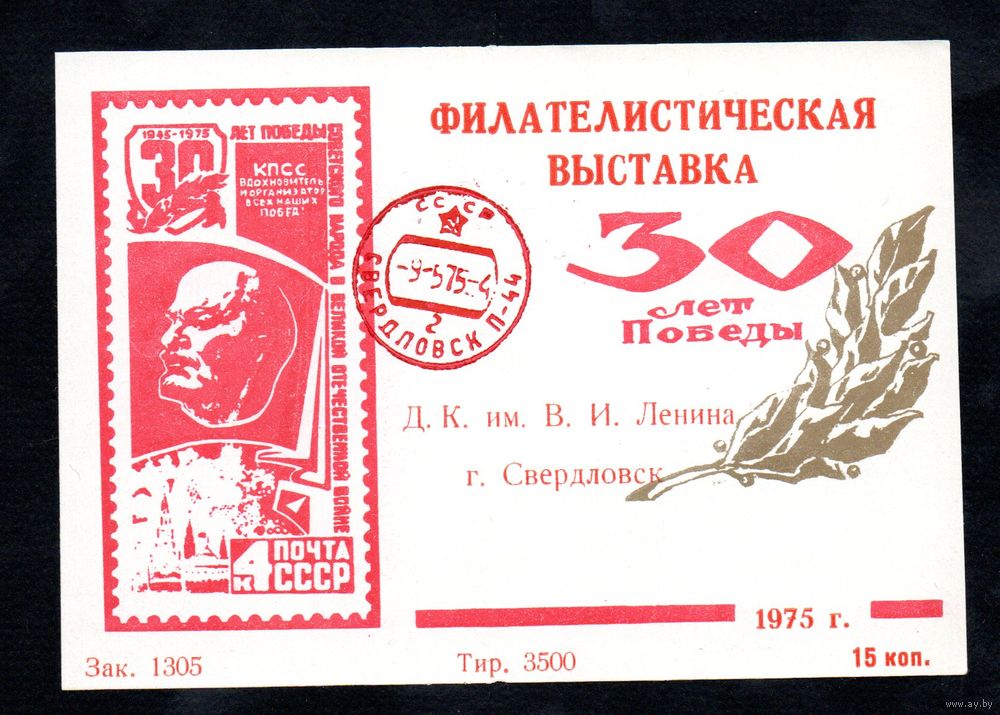 1945-1975
30
ЛЕТ ПОБЕДЫ
СОВЕТСКОГО НАРОДА В ВЕЛИКОЙ ОТЕЧЕСТВЕННОЙ ВОЙНЕ
КПСС
ВДОХНОВИТЕЛЬ
И ОРГАНИЗАТОР
ВСЕХ НАШИХ
ПОБЕД!
4К
ПОЧТА
СССР
СССР
-9-575-4
2
СВЕРДЛОВСК П-44
ФИЛАТЕЛИСТИЧЕСКАЯ
ВЫСТАВКА
30
лет
Победы
Д. К. им. В. И. Ленина
г. Свердловск
1975 г.
Зак. 1305
Тир. 3500
15 коп.
www.ay.by